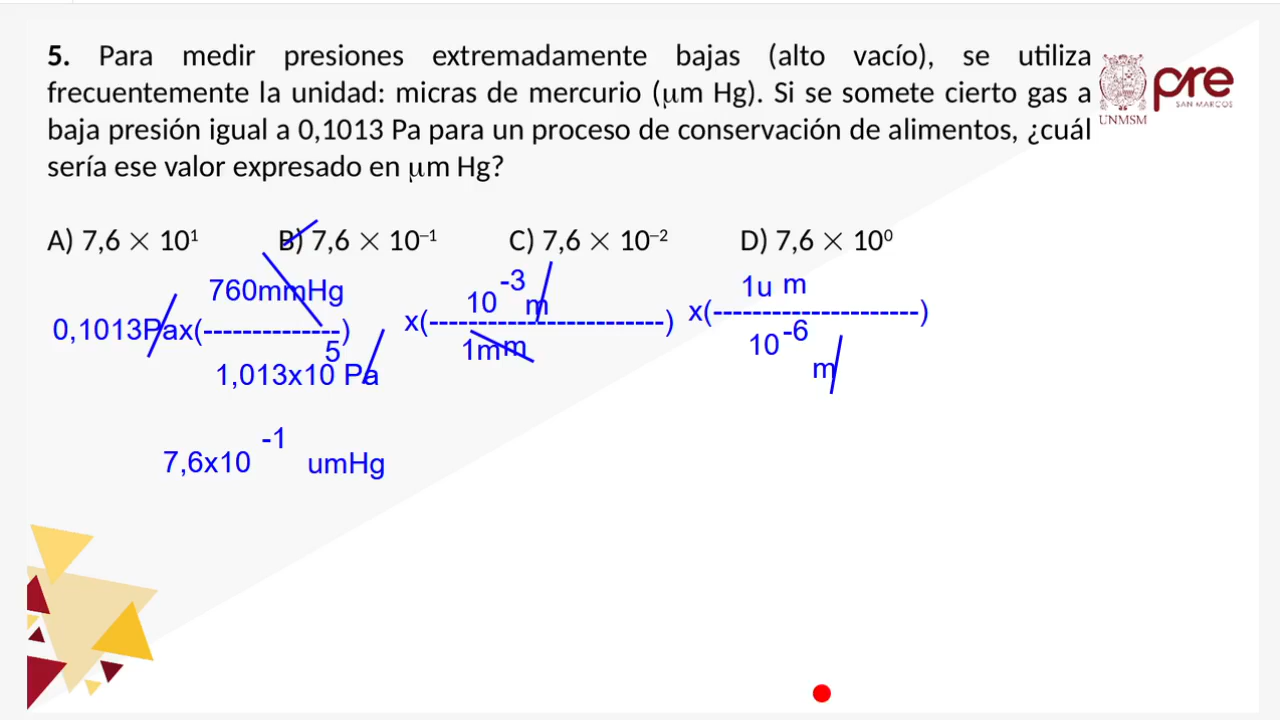 5. Para medir presiones extremadamente bajas (alto vacío), se utiliza
frecuentemente la unidad: micras de mercurio (μm Hg). Si se somete cierto gas a
baja presión igual a 0,1013 Pa para un proceso de conservación de alimentos, ¿cuál
sería ese valor expresado en μm Hg?
UNMSM
pre
SAN MARCOS
A) 7,6 × 10¹ B) 7,6 × 10⁻¹ C) 7,6 × 10⁻² D) 7,6 × 10⁰
760mmHg
0,1013Pax(---------------)
5
1,013x10 Pa
-3
10 m
x(--------------------------)
1mm
1u m
x(----------------------)
10 -6
m
-1
7,6x10 umHg